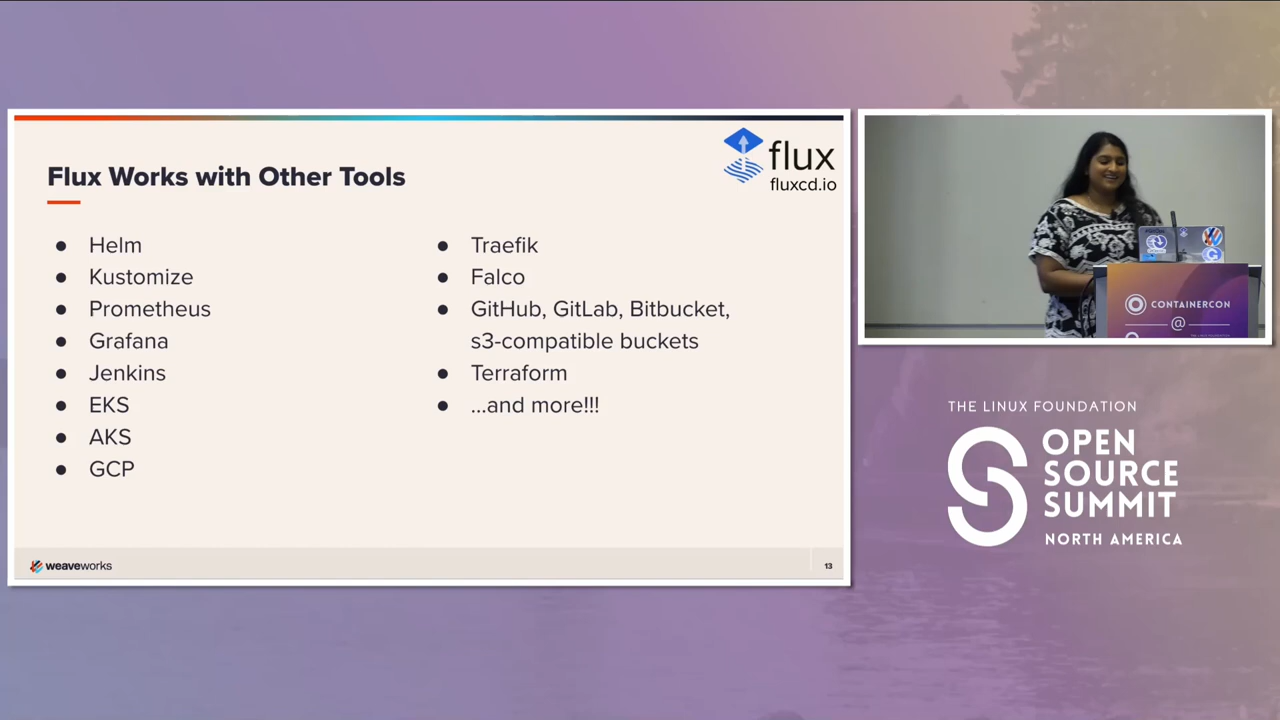 flux
fluxcd.io
Flux Works with Other Tools
● Helm
● Kustomize
● Prometheus
● Grafana
● Jenkins
● EKS
● AKS
● GCP
● Traefik
● Falco
● GitHub, GitLab, Bitbucket,
s3-compatible buckets
● Terraform
● ...and more!!!
weaveworks
13
CONTAINERCON
@
THE LINUX FOUNDATION
OPEN
SOURCE
SUMMIT
NORTH AMERICA